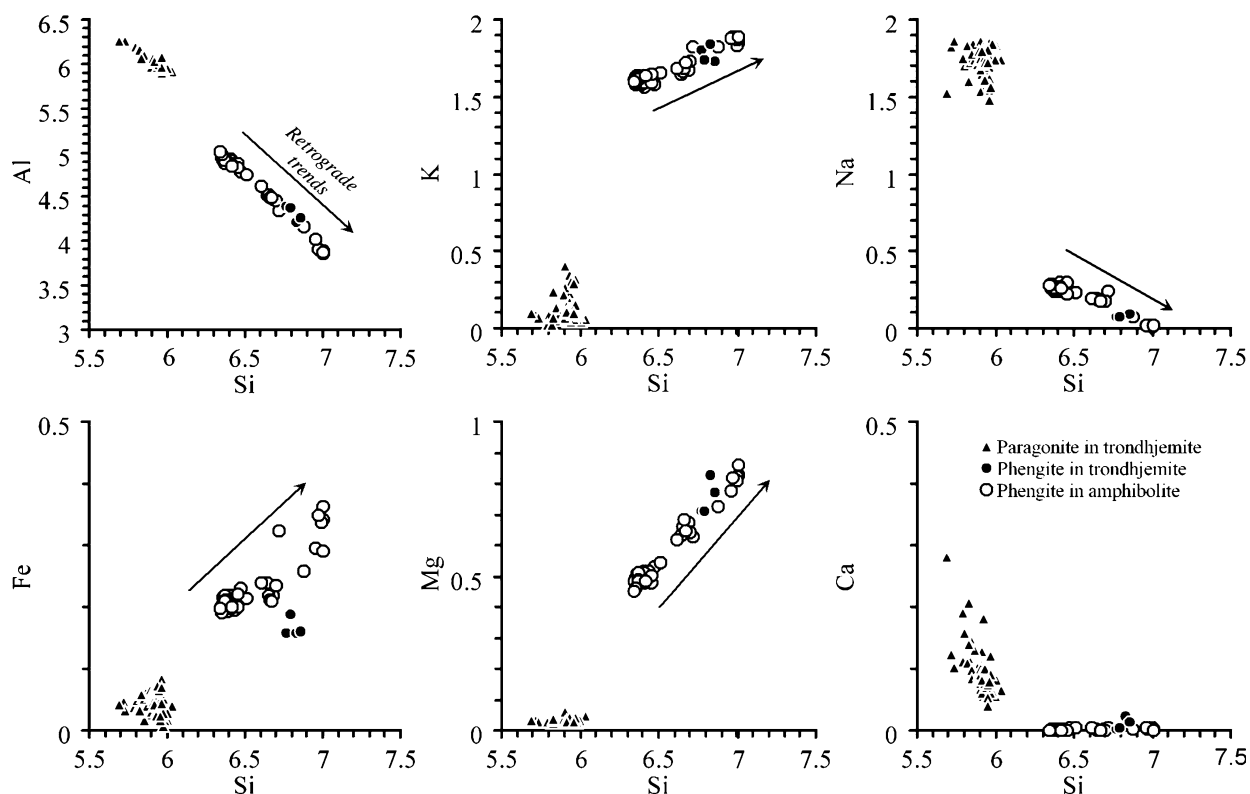 6.5
6
5.5
5
4.5
4
3.5
3
Al
5.5 6 6.5 7 7.5
Si
Retrograde
trends
2
1.5
1
0.5
0
K
5.5 6 6.5 7 7.5
Si
2
1.5
1
0.5
0
Na
5.5 6 6.5 7 7.5
Si
0.5
0
Fe
5.5 6 6.5 7 7.5
Si
1
0.5
0
Mg
5.5 6 6.5 7 7.5
Si
0.5
0
Ca
Paragonite in trondhjemite
Phengite in trondhjemite
Phengite in amphibolite
5.5 6 6.5 7 7.5
Si